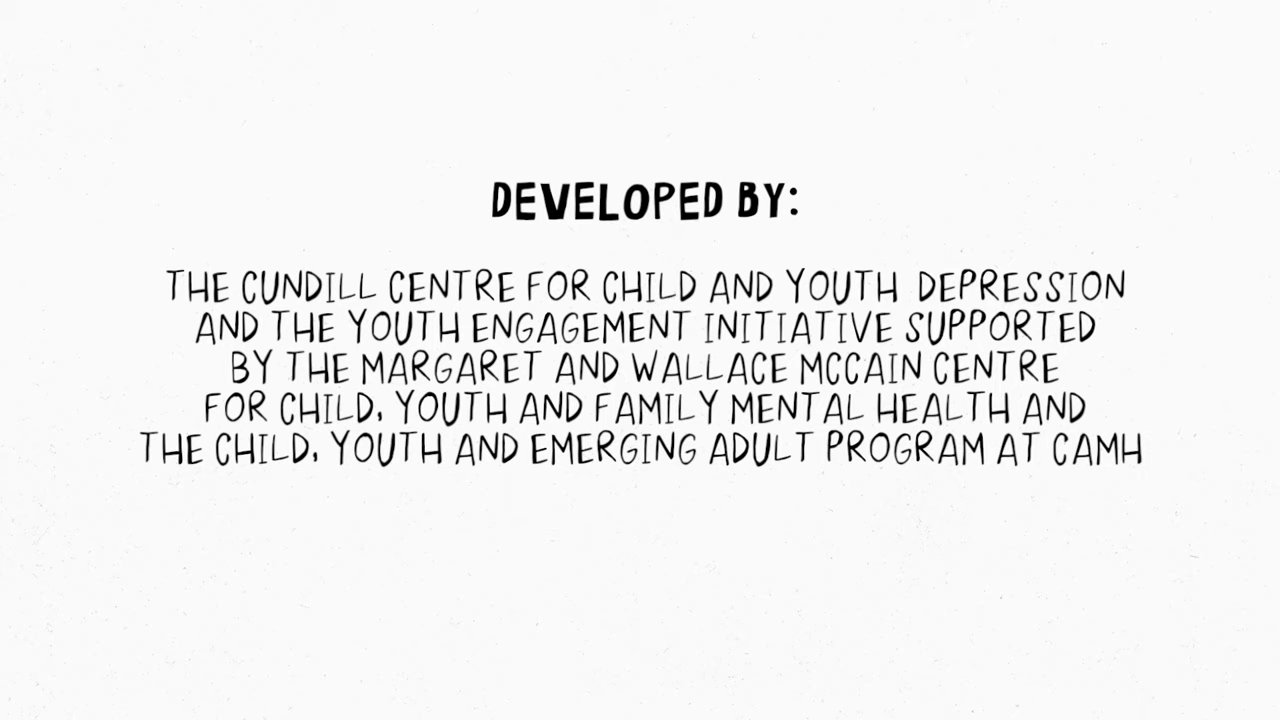 DEVELOPED BY:
THE CUNDILL CENTRE FOR CHILD AND YOUTH DEPRESSION
AND THE YOUTH ENGAGEMENT INITIATIVE SUPPORTED
BY THE MARGARET AND WALLACE MCCAIN CENTRE
FOR CHILD, YOUTH AND FAMILY MENTAL HEALTH AND
THE CHILD, YOUTH AND EMERGING ADULT PROGRAM AT CAMH